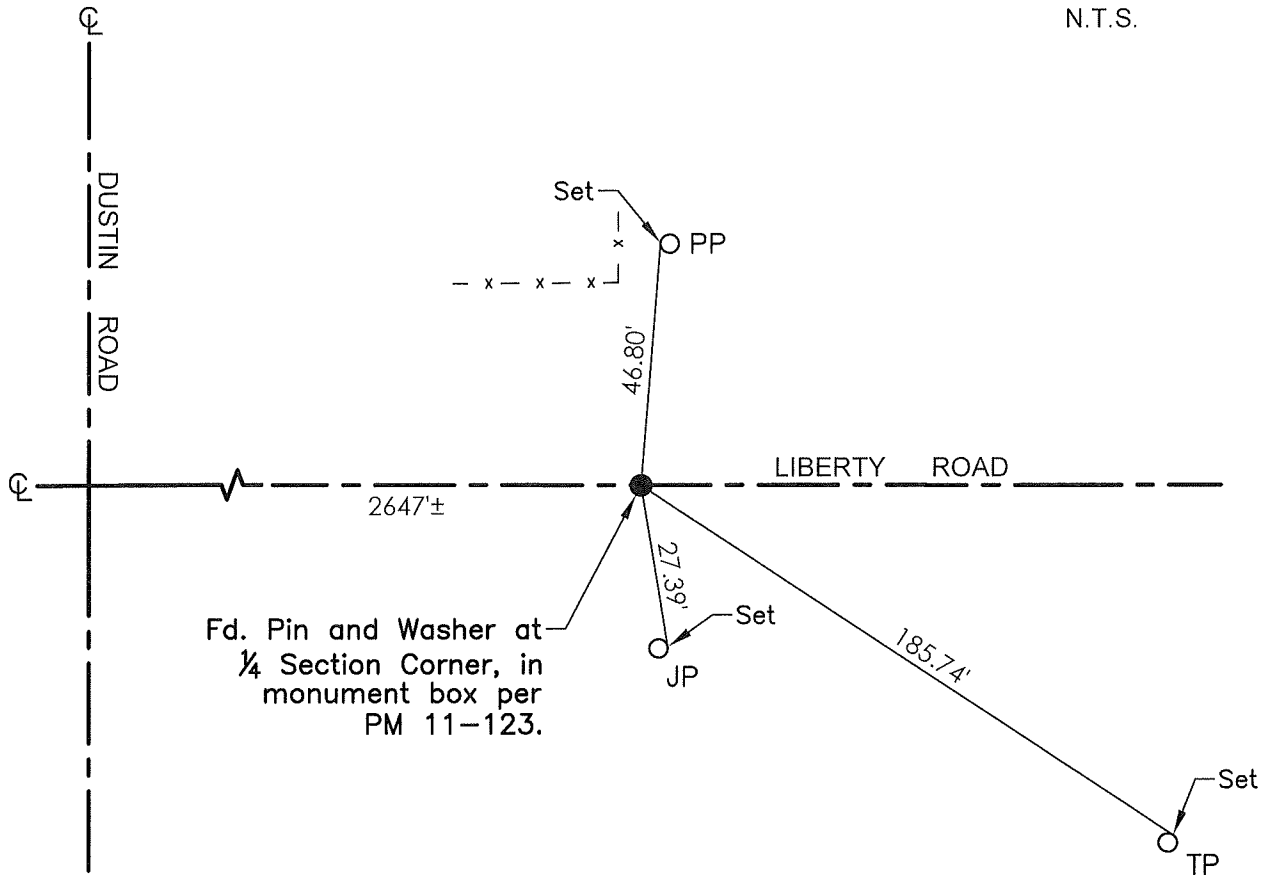 ℄
N.T.S.
DUSTIN ROAD
Set
PP
x
x x x
46.80'
℄
LIBERTY ROAD
2647'±
27.39'
Set
JP
Fd. Pin and Washer at
¼ Section Corner, in
monument box per
PM 11-123.
185.74'
Set
TP